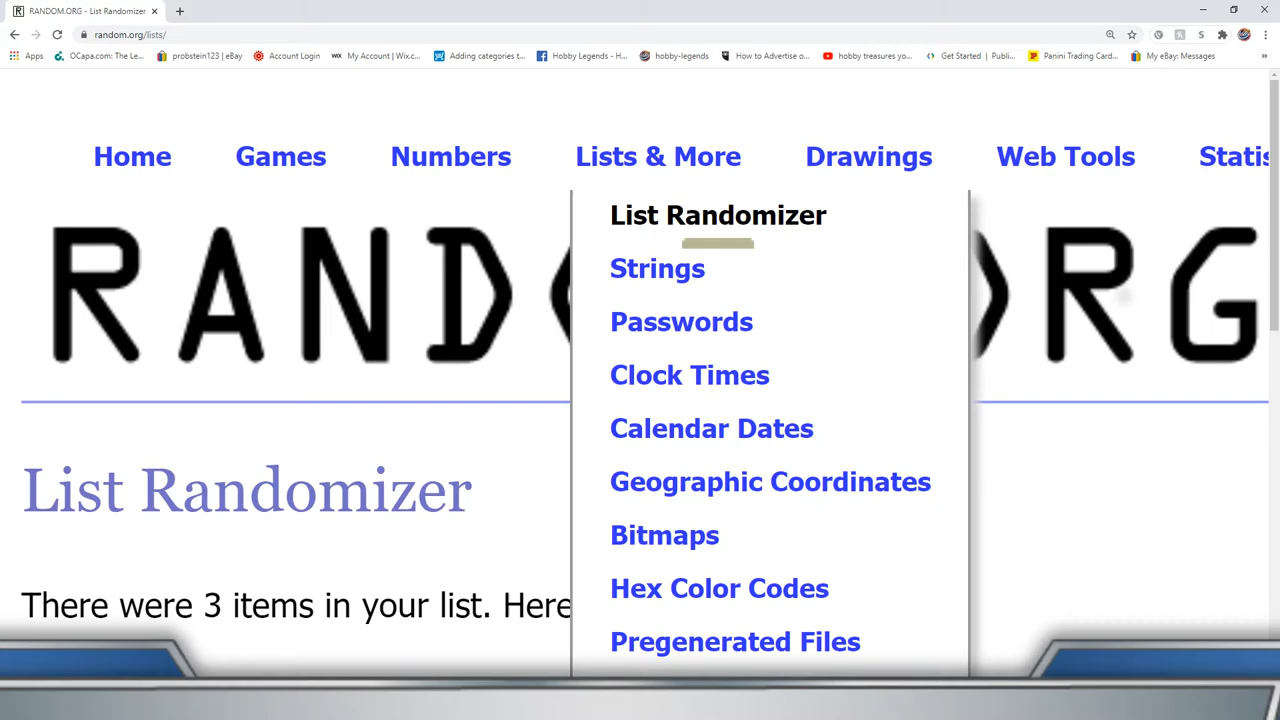 RANDOM.ORG - List Randomizer
random.org/lists/
Apps
OCapa.com: The Le...
probstein123 | eBay
Account Login
WIX My Account | Wix.c...
Adding categories t...
Hobby Legends - H...
hobby-legends
How to Advertise o...
hobby treasures yo...
Get Started | Publi...
Panini Trading Card...
My eBay: Messages
»
Home Games Numbers Lists & More Drawings Web Tools Statis
List Randomizer
Strings
Passwords
Clock Times
Calendar Dates
Geographic Coordinates
Bitmaps
Hex Color Codes
Pregenerated Files
RAND ORG
List Randomizer
There were 3 items in your list. Here